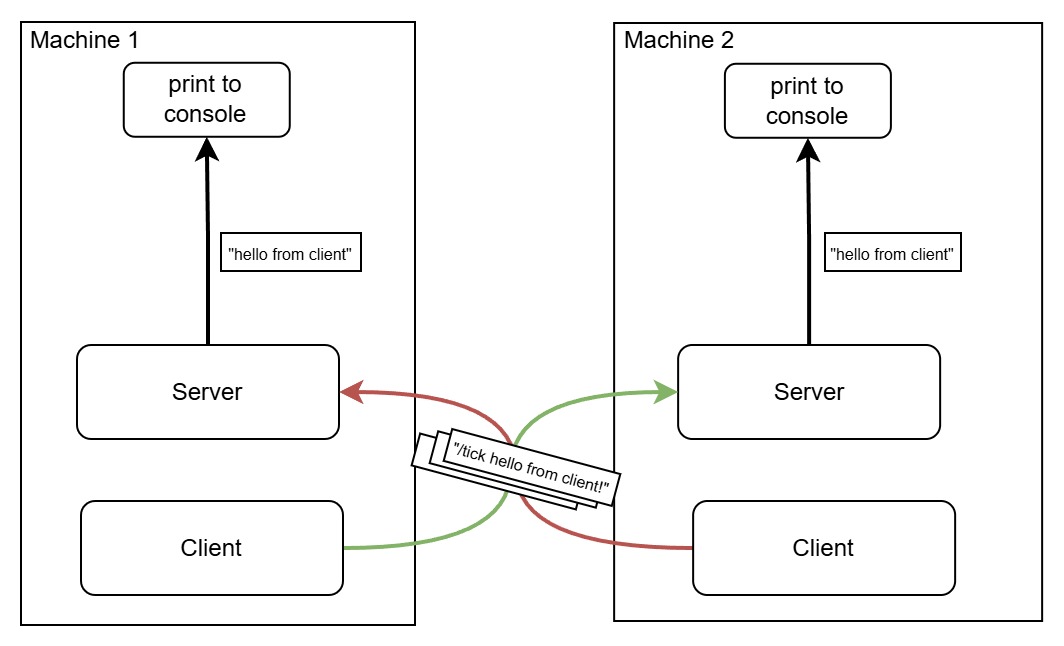 Machine 1
print to
console
"hello from client"
Server
Client
"/tick hello from client!"
Machine 2
print to
console
"hello from client"
Server
Client